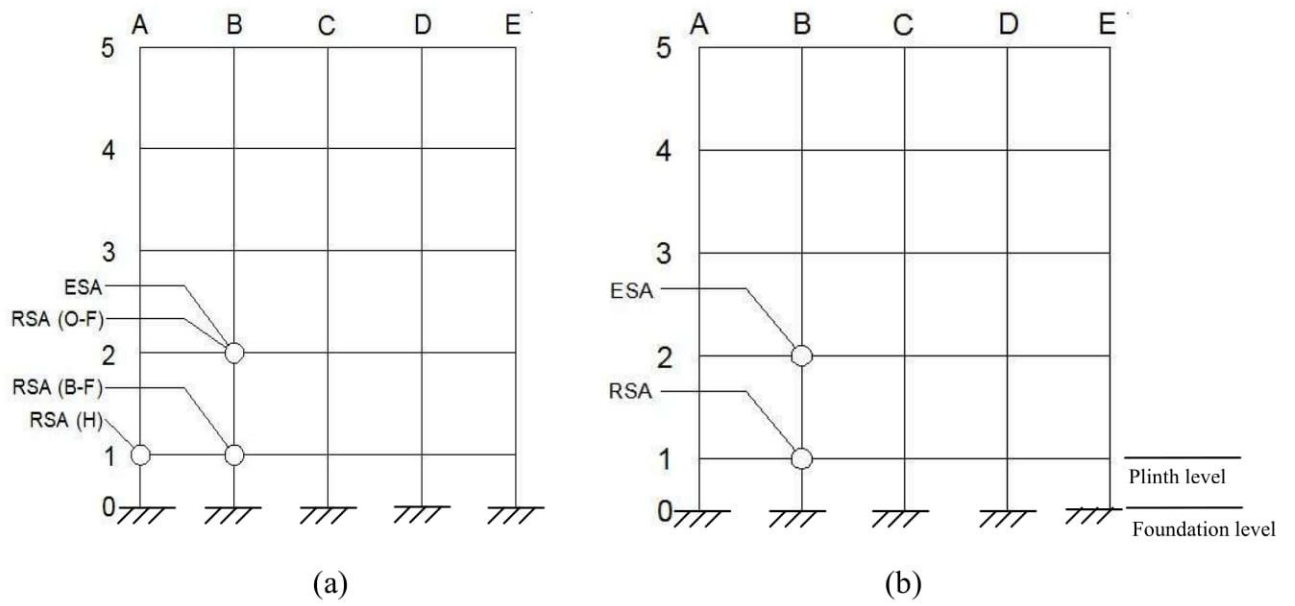 A B C D E
5
4
3
ESA
RSA (O-F)
2
RSA (B-F)
RSA (H)
1
0
(a)
A B C D E
5
4
3
ESA
2
RSA
1
Plinth level
0
Foundation level
(b)